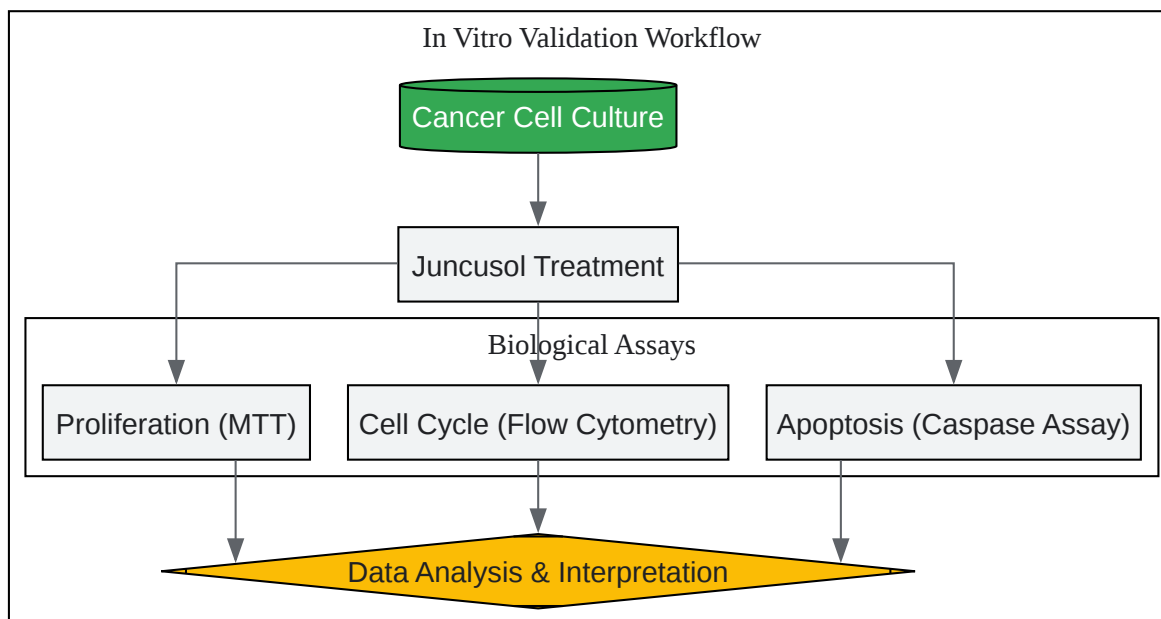 In Vitro Validation Workflow
Cancer Cell Culture
Juncusol Treatment
Biological Assays
Proliferation (MTT)
Cell Cycle (Flow Cytometry)
Apoptosis (Caspase Assay)
Data Analysis & Interpretation